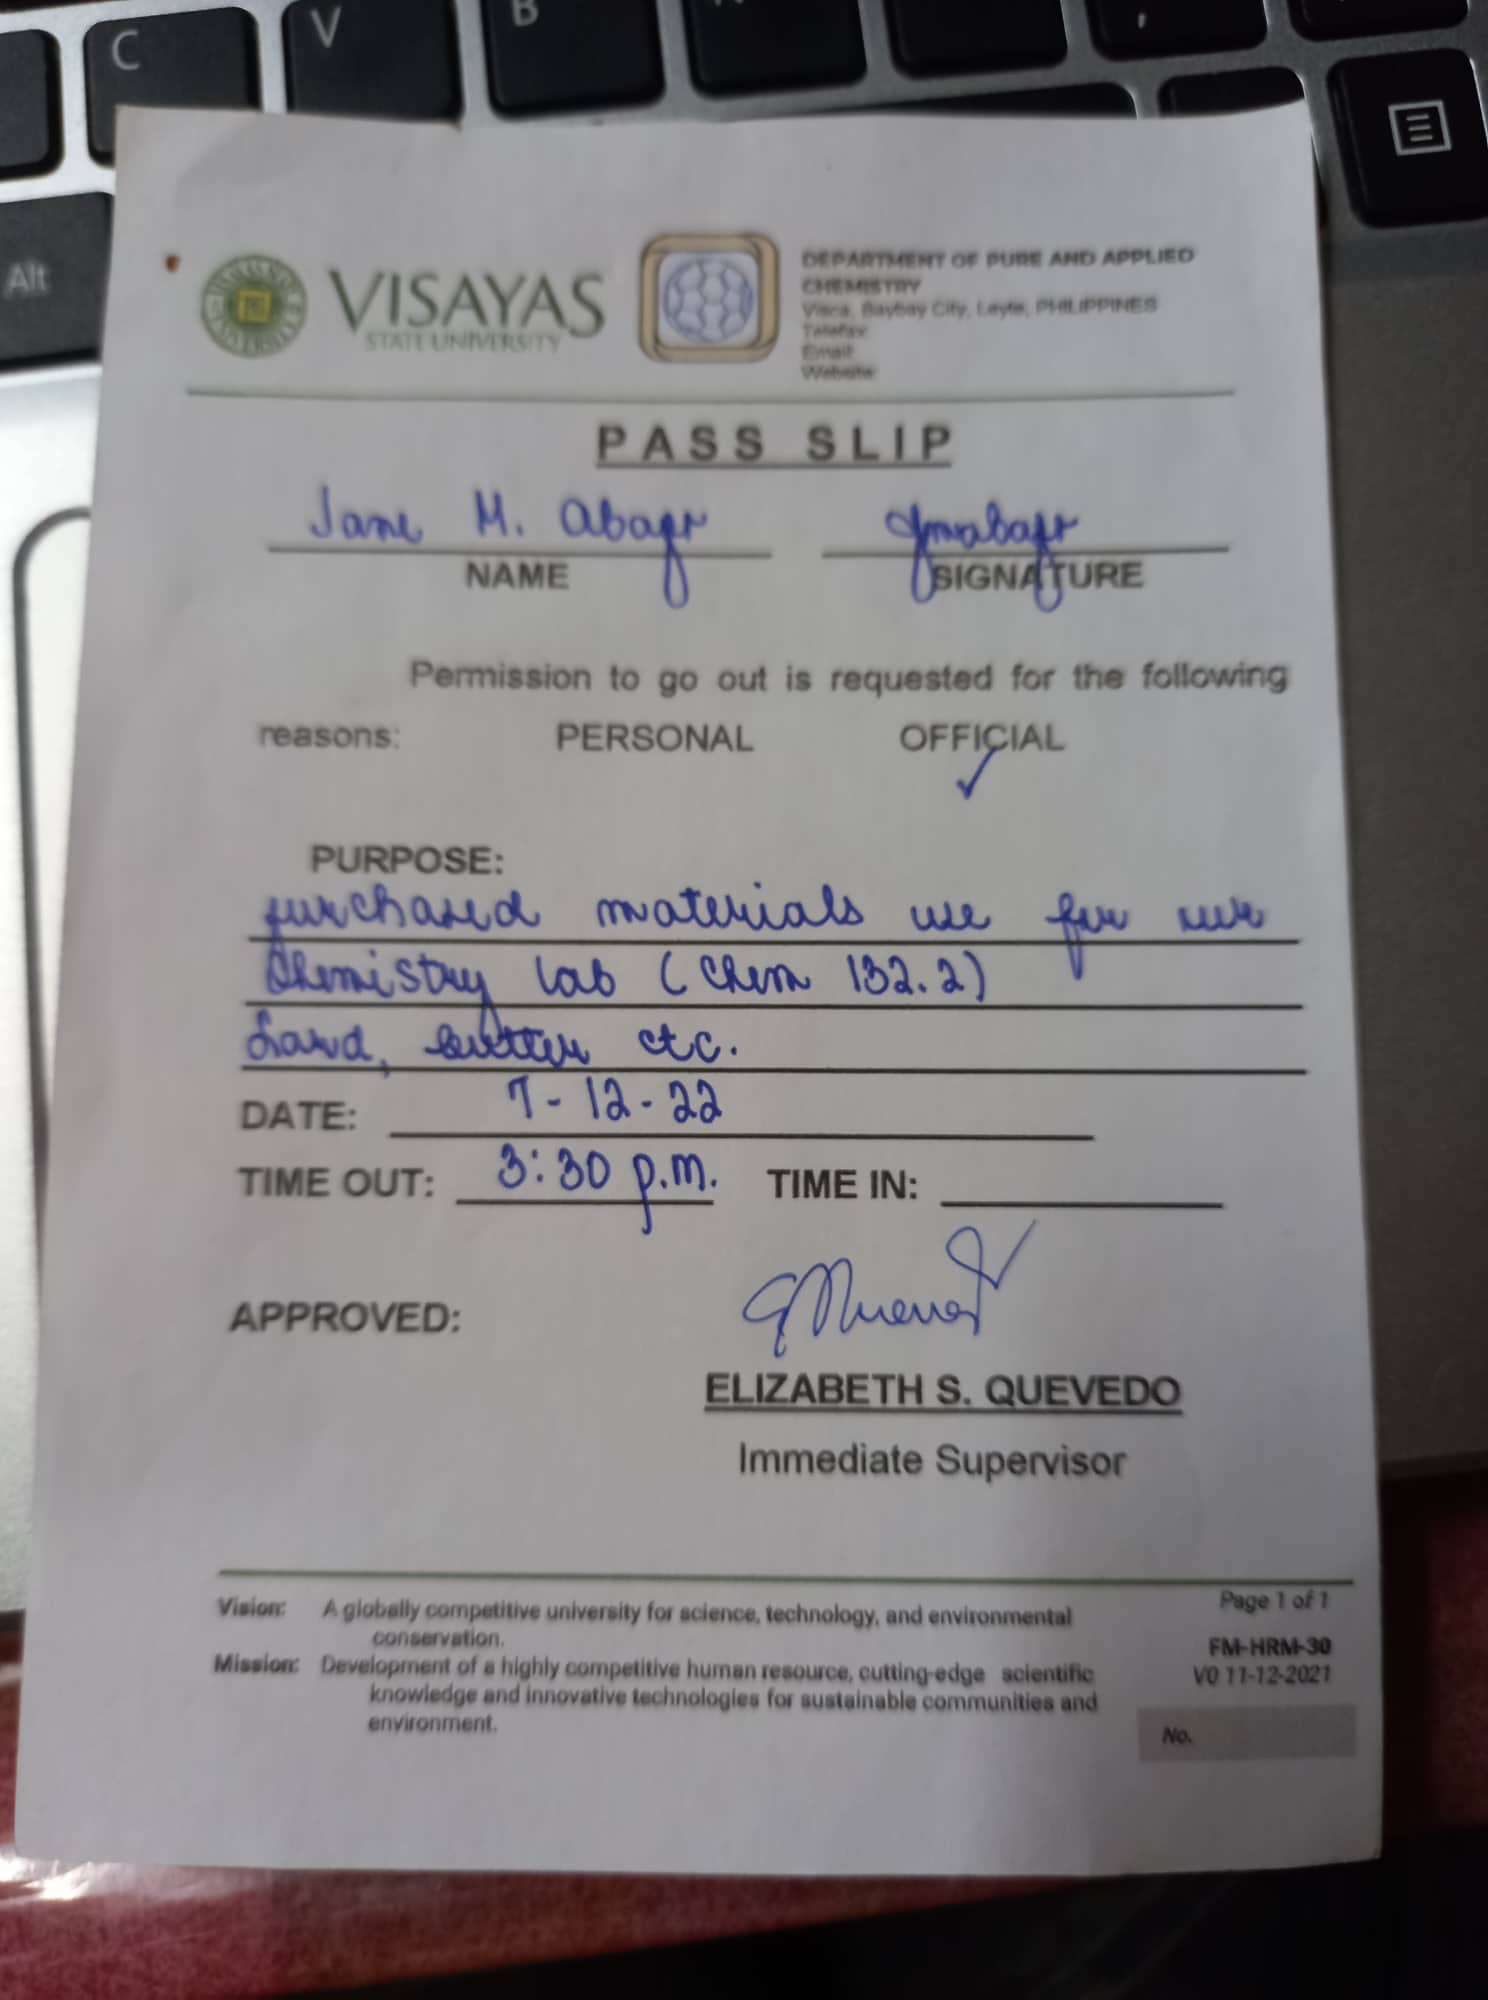 C V B
Alt
VISAYAS
STATE UNIVERSITY
DEPARTMENT OF PURE AND APPLIED
CHEMISTRY
Visca, Baybay City, Leyte, PHILIPPINES
Telefax:
Email:
Website:
PASS SLIP
Jane M. Abapr
NAME SIGNATURE
Permission to go out is requested for the following
reasons: PERSONAL OFFICIAL
✓
PURPOSE:
purchased materials use for our
Chemistry lab (Chem 132.2)
Lard, butter etc.
DATE: 7-12-22
TIME OUT: 3:30 p.m. TIME IN:
APPROVED:
ELIZABETH S. QUEVEDO
Immediate Supervisor
Vision: A globally competitive university for science, technology, and environmental
conservation.
Mission: Development of a highly competitive human resource, cutting-edge scientific
knowledge and innovative technologies for sustainable communities and
environment.
Page 1 of 1
FM-HRM-30
V0 11-12-2021
No.